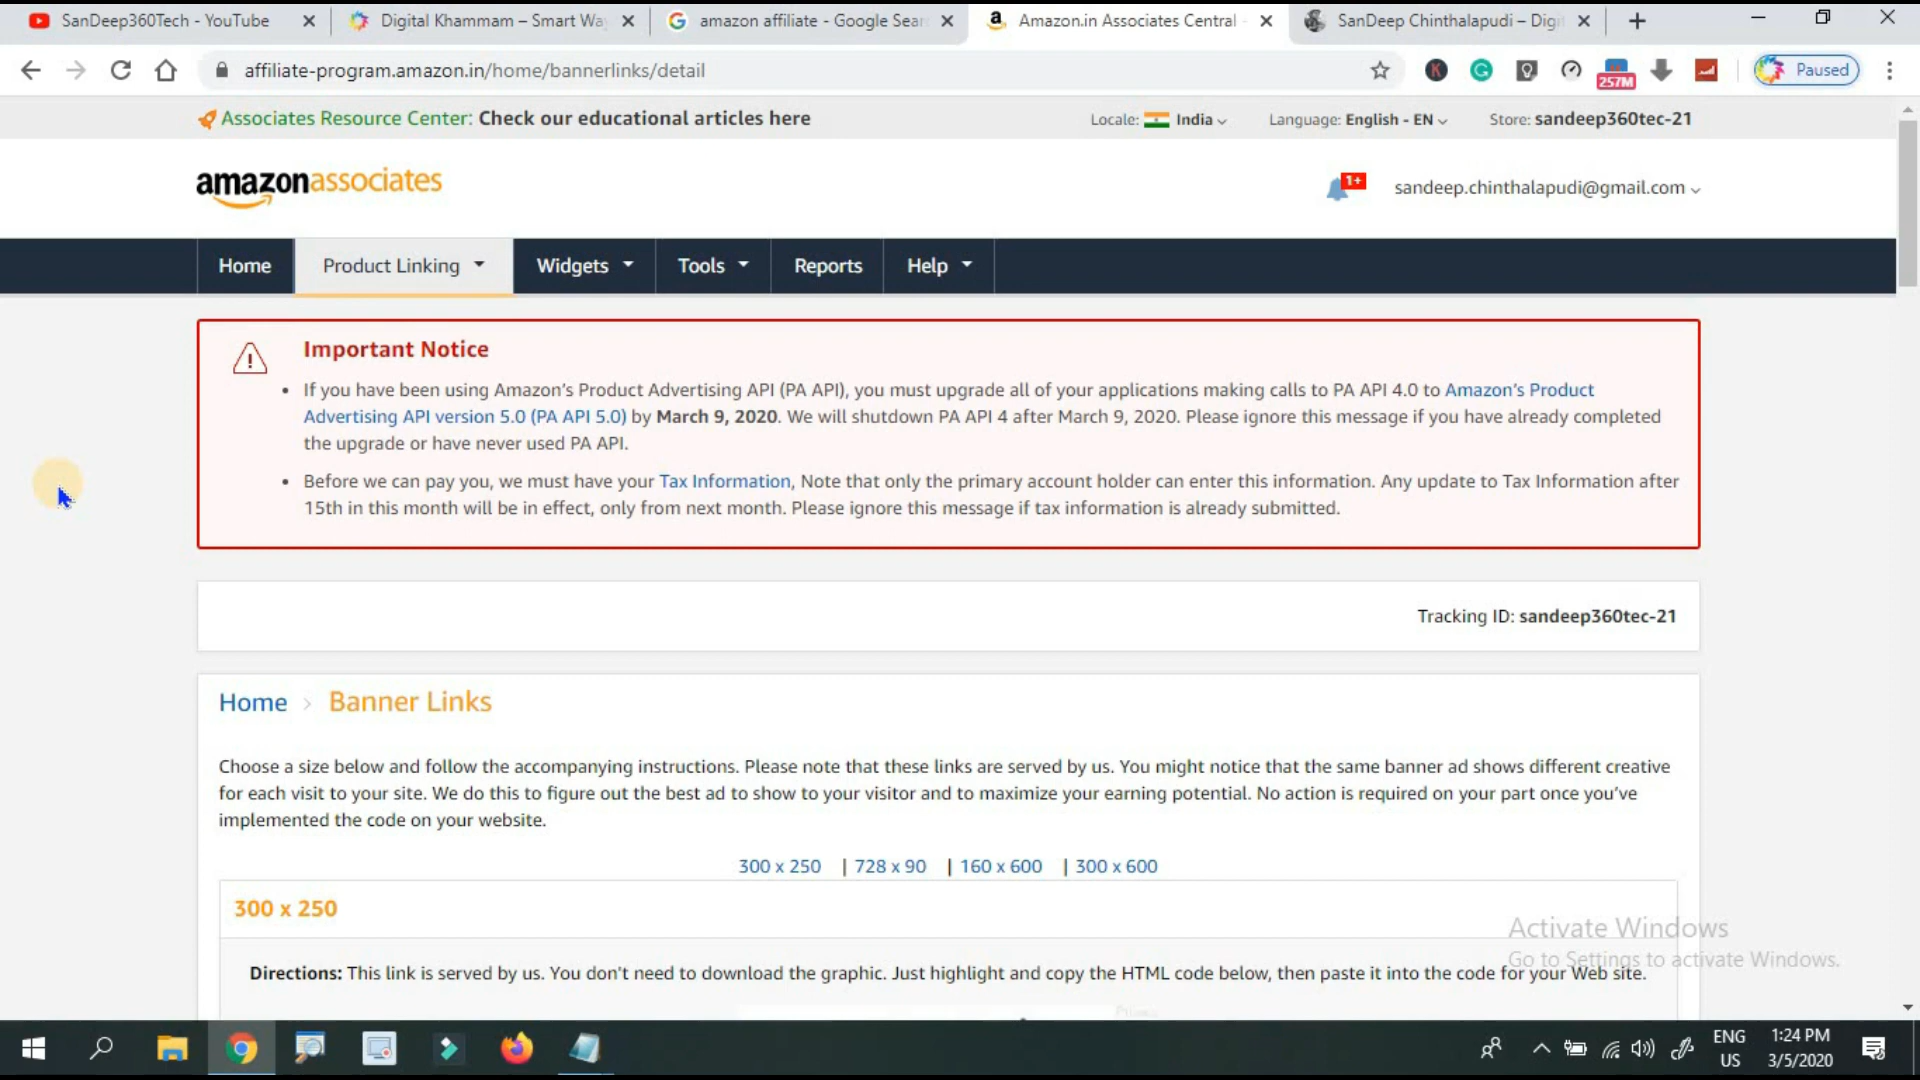 SanDeep360Tech - YouTube
Digital Khammam – Smart Wa
amazon affiliate - Google Sear
Amazon.in Associates Central -
SanDeep Chinthalapudi – Digi
affiliate-program.amazon.in/home/bannerlinks/detail
257M
Paused
Associates Resource Center: Check our educational articles here
Locale: India
Language: English - EN
Store: sandeep360tec-21
amazonassociates
1+
sandeep.chinthalapudi@gmail.com
Home
Product Linking
Widgets
Tools
Reports
Help
Important Notice
• If you have been using Amazon's Product Advertising API (PA API), you must upgrade all of your applications making calls to PA API 4.0 to Amazon's Product
Advertising API version 5.0 (PA API 5.0) by March 9, 2020. We will shutdown PA API 4 after March 9, 2020. Please ignore this message if you have already completed
the upgrade or have never used PA API.
• Before we can pay you, we must have your Tax Information, Note that only the primary account holder can enter this information. Any update to Tax Information after
15th in this month will be in effect, only from next month. Please ignore this message if tax information is already submitted.
Tracking ID: sandeep360tec-21
Home > Banner Links
Choose a size below and follow the accompanying instructions. Please note that these links are served by us. You might notice that the same banner ad shows different creative
for each visit to your site. We do this to figure out the best ad to show to your visitor and to maximize your earning potential. No action is required on your part once you've
implemented the code on your website.
300 x 250 | 728 x 90 | 160 x 600 | 300 x 600
300 x 250
Activate Windows
Go to Settings to activate Windows.
Directions: This link is served by us. You don't need to download the graphic. Just highlight and copy the HTML code below, then paste it into the code for your Web site.
ENG
US
1:24 PM
3/5/2020